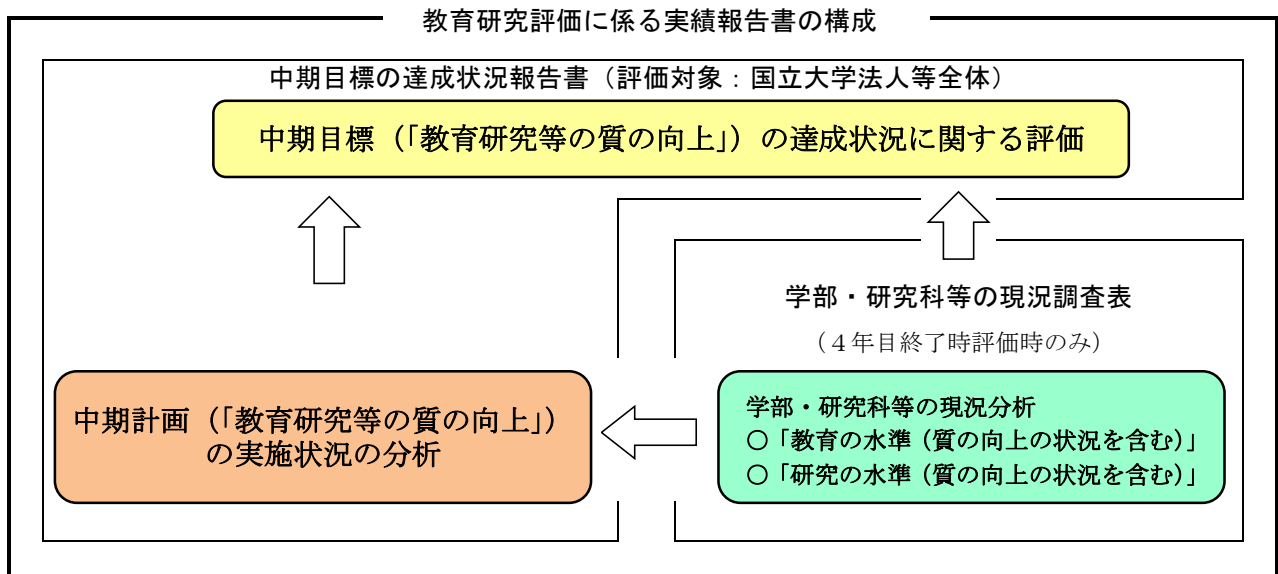 教育研究評価に係る実績報告書の構成
中期目標の達成状況報告書（評価対象：国立大学法人等全体）
中期目標（「教育研究等の質の向上」）の達成状況に関する評価
学部・研究科等の現況調査表
（４年目終了時評価時のみ）
中期計画（「教育研究等の質の向上」）
の実施状況の分析
学部・研究科等の現況分析
○「教育の水準（質の向上の状況を含む）」
○「研究の水準（質の向上の状況を含む）」